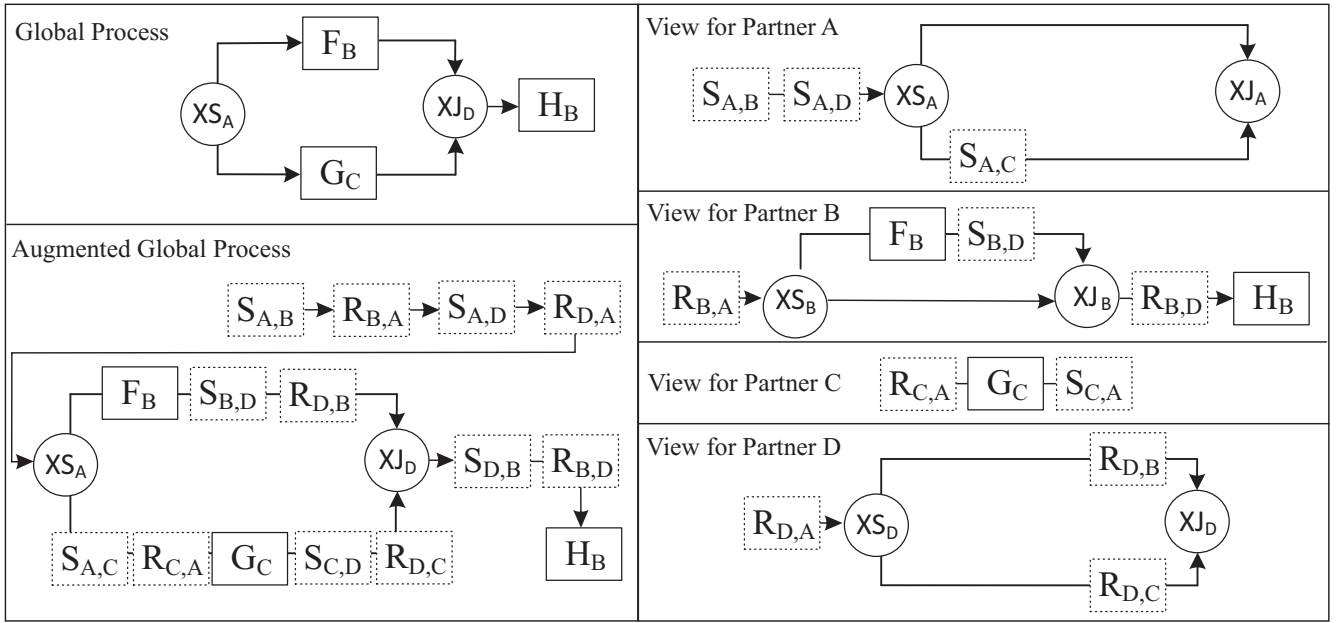 Global Process
F_B
XS_A
XJ_D
H_B
G_C
Augmented Global Process
S_A,B R_B,A S_A,D R_D,A
F_B S_B,D R_D,B
XS_A XJ_D S_D,B R_B,D
S_A,C R_C,A G_C S_C,D R_D,C H_B
View for Partner A
S_A,B S_A,D XS_A XJ_A
S_A,C
View for Partner B
F_B S_B,D
R_B,A XS_B XJ_B R_B,D H_B
View for Partner C R_C,A G_C S_C,A
View for Partner D
R_D,B
R_D,A XS_D XJ_D
R_D,C